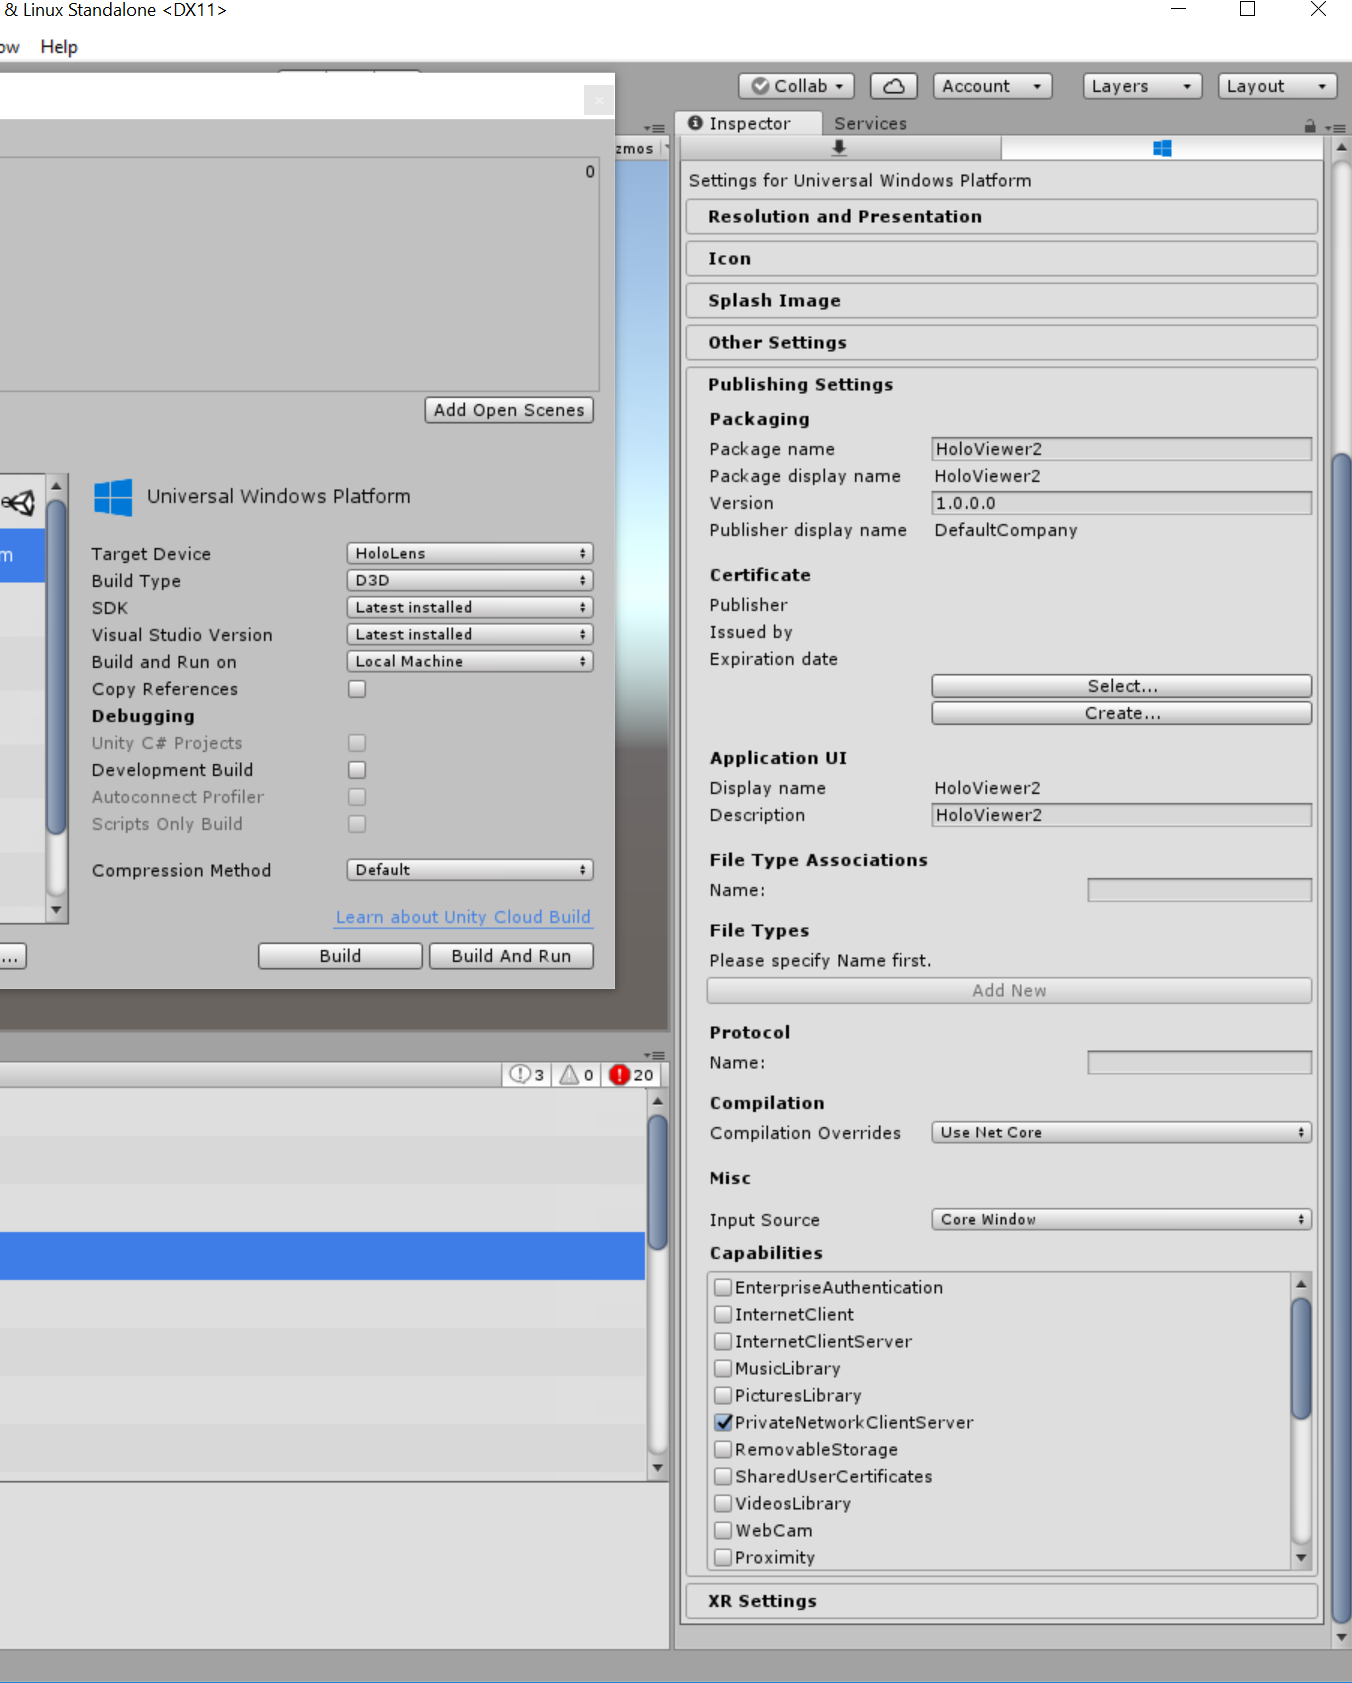 & Linux Standalone <DX11>
ow Help
Collab Account Layers Layout
Inspector Services
zmos
Settings for Universal Windows Platform
0
Resolution and Presentation
Icon
Splash Image
Other Settings
Publishing Settings
Add Open Scenes
Packaging
Package name HoloViewer2
Package display name HoloViewer2
Version 1.0.0.0
Publisher display name DefaultCompany
Certificate
Publisher
Issued by
Expiration date
Select...
Create...
Application UI
Display name HoloViewer2
Description HoloViewer2
File Type Associations
Name:
File Types
Please specify Name first.
Add New
Protocol
Name:
Compilation
Compilation Overrides Use Net Core
Misc
Input Source Core Window
Capabilities
EnterpriseAuthentication
InternetClient
InternetClientServer
MusicLibrary
PicturesLibrary
PrivateNetworkClientServer
RemovableStorage
SharedUserCertificates
VideosLibrary
WebCam
Proximity
XR Settings
m
Universal Windows Platform
Target Device HoloLens
Build Type D3D
SDK Latest installed
Visual Studio Version Latest installed
Build and Run on Local Machine
Copy References
Debugging
Unity C# Projects
Development Build
Autoconnect Profiler
Scripts Only Build
Compression Method Default
Learn about Unity Cloud Build
... Build Build And Run
3 0 20